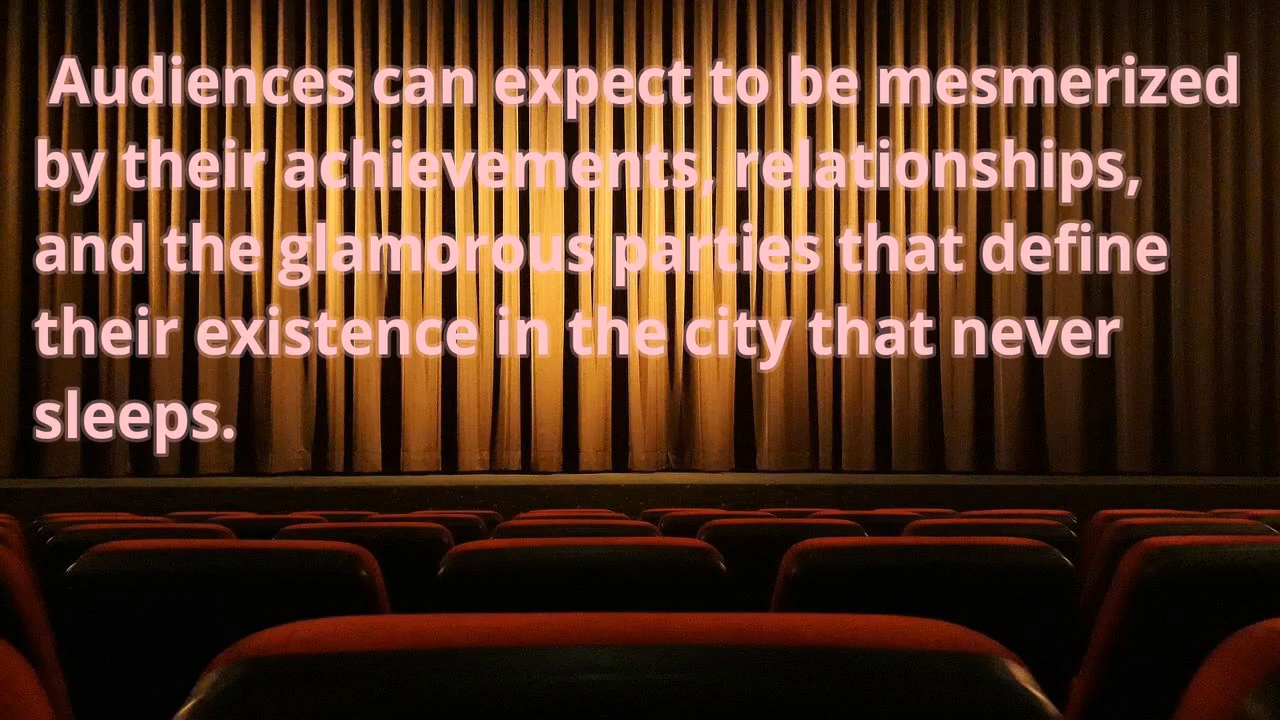 Audiences can expect to be mesmerized
by their achievements, relationships,
and the glamorous parties that define
their existence in the city that never
sleeps.